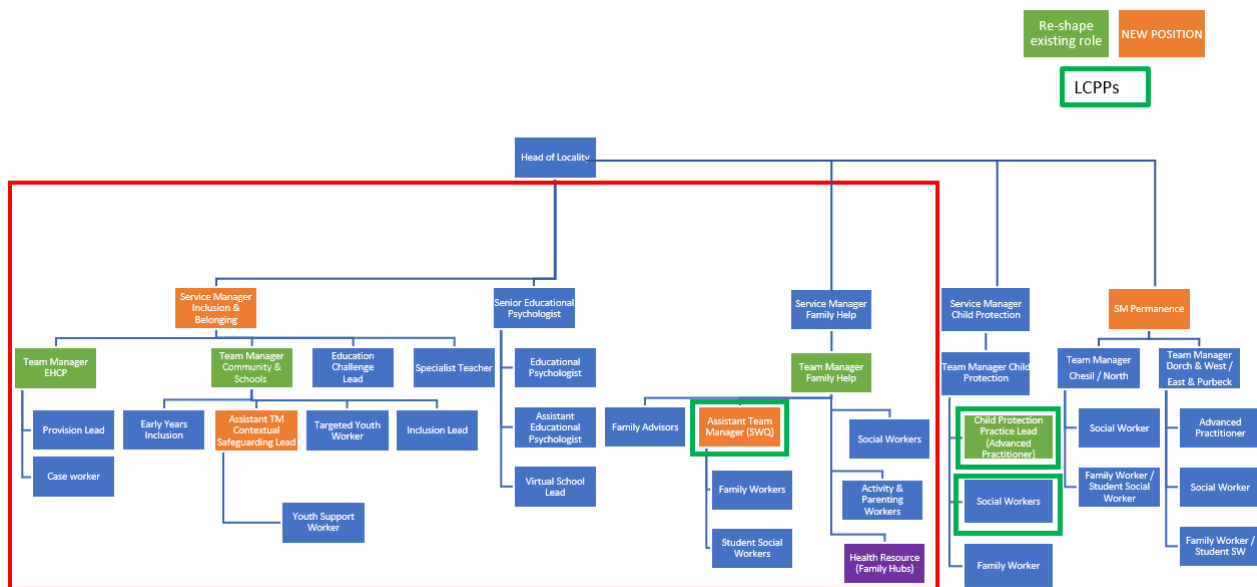 Re-shape
existing role
NEW POSITION
LCPPs
Head of Locality
Service Manager
Inclusion &
Belonging
Senior Educational
Psychologist
Service Manager
Family Help
Service Manager
Child Protection
SM Permanence
Team Manager
EHCP
Team Manager
Community &
Schools
Education
Challenge
Lead
Specialist Teacher
Educational
Psychologist
Team Manager
Family Help
Team Manager Child
Protection
Team Manager
Chesil / North
Team Manager
Dorch & West /
East & Purbeck
Provision Lead
Early Years
Inclusion
Assistant TM
Contextual
Safeguarding Lead
Targeted Youth
Worker
Inclusion Lead
Assistant
Educational
Psychologist
Family Advisors
Assistant Team
Manager (SWQ)
Social Workers
Child Protection
Practice Lead
(Advanced
Practitioner)
Social Worker
Advanced
Practitioner
Case worker
Virtual School
Lead
Family Workers
Activity &
Parenting
Workers
Social Workers
Family Worker /
Student Social
Worker
Social Worker
Youth Support
Worker
Student Social
Workers
Health Resource
(Family Hubs)
Family Worker
Family Worker /
Student SW